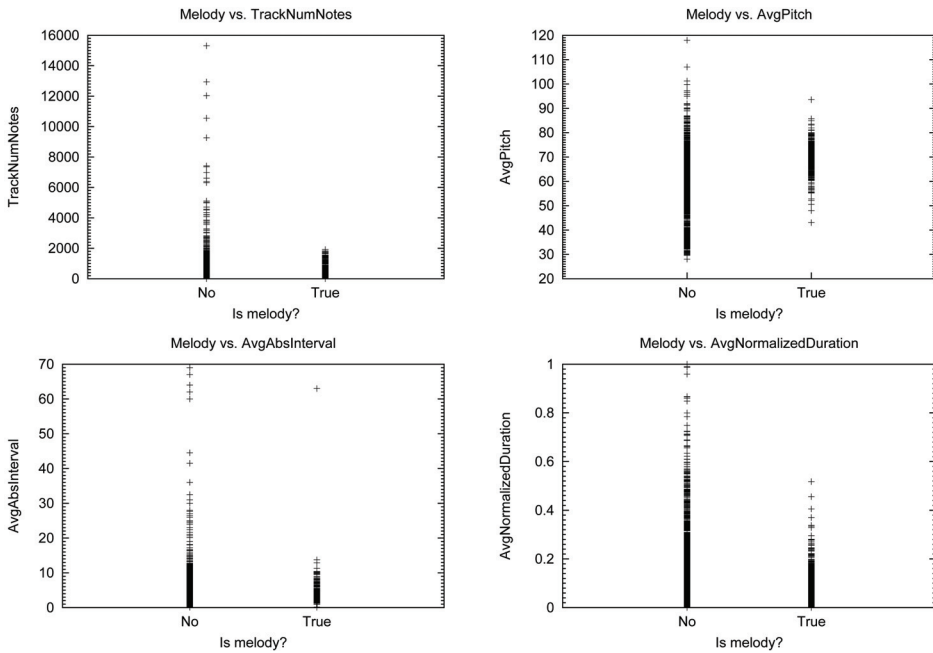 Melody vs. TrackNumNotes
16000
14000
12000
10000
8000
6000
4000
2000
0
TrackNumNotes
No True
Is melody?
Melody vs. AvgPitch
120
110
100
90
80
70
60
50
40
30
20
AvgPitch
No True
Is melody?
Melody vs. AvgAbsInterval
70
60
50
40
30
20
10
0
AvgAbsInterval
No True
Is melody?
Melody vs. AvgNormalizedDuration
1
0.8
0.6
0.4
0.2
0
AvgNormalizedDuration
No True
Is melody?